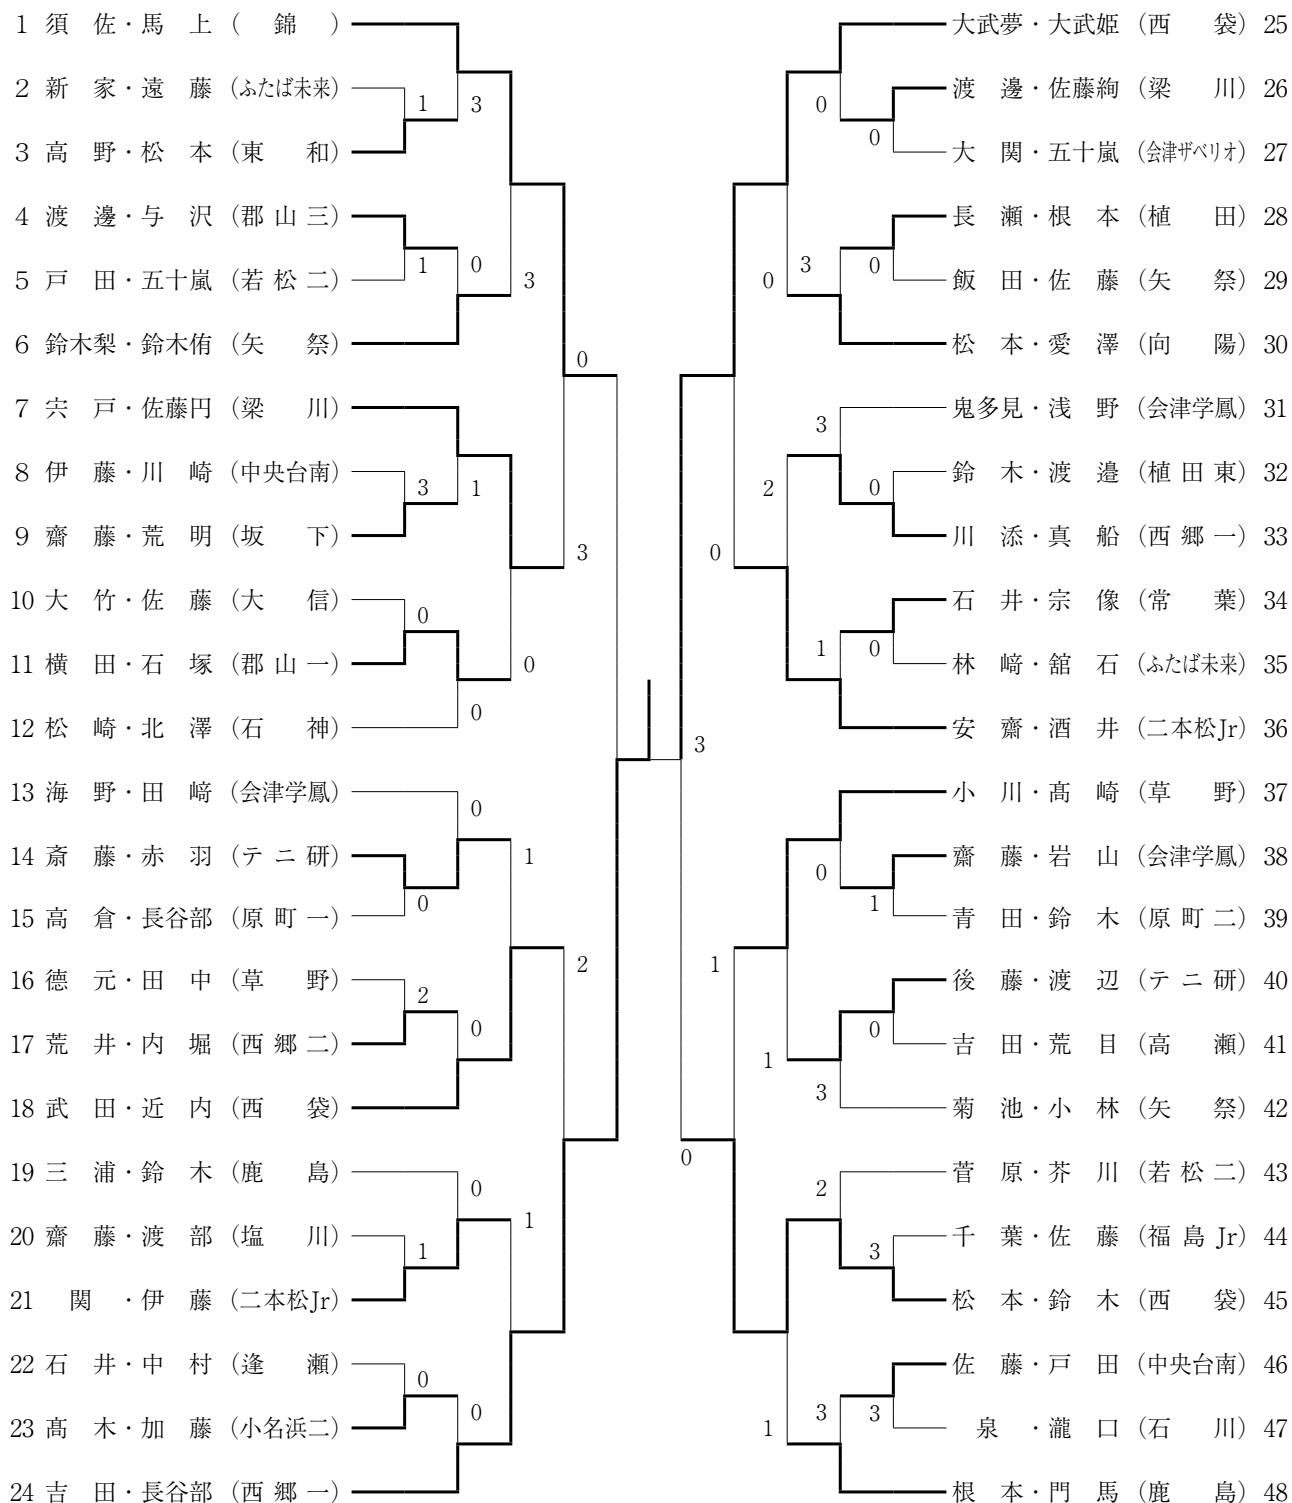 1 須　佐・馬　上（　錦　）
2 新　家・遠　藤（ふたば未来）
3 高　野・松　本（東　和）
4 渡　邊・与　沢（郡山三）
5 戸　田・五十嵐（若松二）
6 鈴木梨・鈴木侑（矢　祭）
7 宍　戸・佐藤円（梁　川）
8 伊　藤・川　崎（中央台南）
9 齋　藤・荒　明（坂　下）
10 大　竹・佐　藤（大　信）
11 横　田・石　塚（郡山一）
12 松　崎・北　澤（石　神）
13 海　野・田　﨑（会津学鳳）
14 斎　藤・赤　羽（テニ研）
15 高　倉・長谷部（原町一）
16 德　元・田　中（草　野）
17 荒　井・内　堀（西郷二）
18 武　田・近　内（西　袋）
19 三　浦・鈴　木（鹿　島）
20 齋　藤・渡　部（塩　川）
21 関　・伊　藤（二本松Jr）
22 石　井・中　村（逢　瀬）
23 髙　木・加　藤（小名浜二）
24 吉　田・長谷部（西郷一）
1
3
1
0
3
0
3
1
3
0
0
0
0
1
0
2
2
0
0
1
1
0
0
3
0
0
0
3
0
0
3
2
0
0
1
0
0
1
1
1
0
1
3
0
2
3
1
3
3
大武夢・大武姫（西　袋）25
渡　邊・佐藤絢（梁　川）26
大　関・五十嵐（会津ザベリオ）27
長　瀬・根　本（植　田）28
飯　田・佐　藤（矢　祭）29
松　本・愛　澤（向　陽）30
鬼多見・浅　野（会津学鳳）31
鈴　木・渡　邉（植田東）32
川　添・真　船（西郷一）33
石　井・宗　像（常　葉）34
林　﨑・舘　石（ふたば未来）35
安　齋・酒　井（二本松Jr）36
小　川・髙　崎（草　野）37
齋　藤・岩　山（会津学鳳）38
青　田・鈴　木（原町二）39
後　藤・渡　辺（テニ研）40
吉　田・荒　目（高　瀬）41
菊　池・小　林（矢　祭）42
菅　原・芥　川（若松二）43
千　葉・佐　藤（福島Jr）44
松　本・鈴　木（西　袋）45
佐　藤・戸　田（中央台南）46
泉　・瀧　口（石　川）47
根　本・門　馬（鹿　島）48